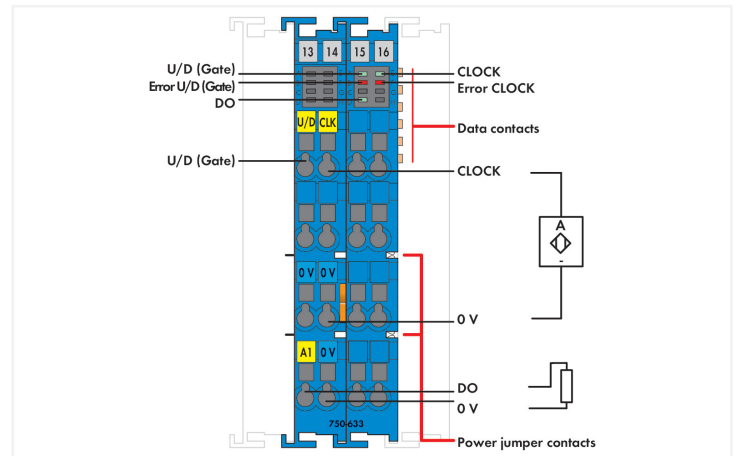 13 14 15 16
U/D (Gate)
Error U/D (Gate)
DO
CLOCK
Error CLOCK
Data contacts
U/D CLK
U/D (Gate)
CLOCK
A
-
0 V 0 V
0 V
A1 0 V
DO
0 V
750-633
Power jumper contacts